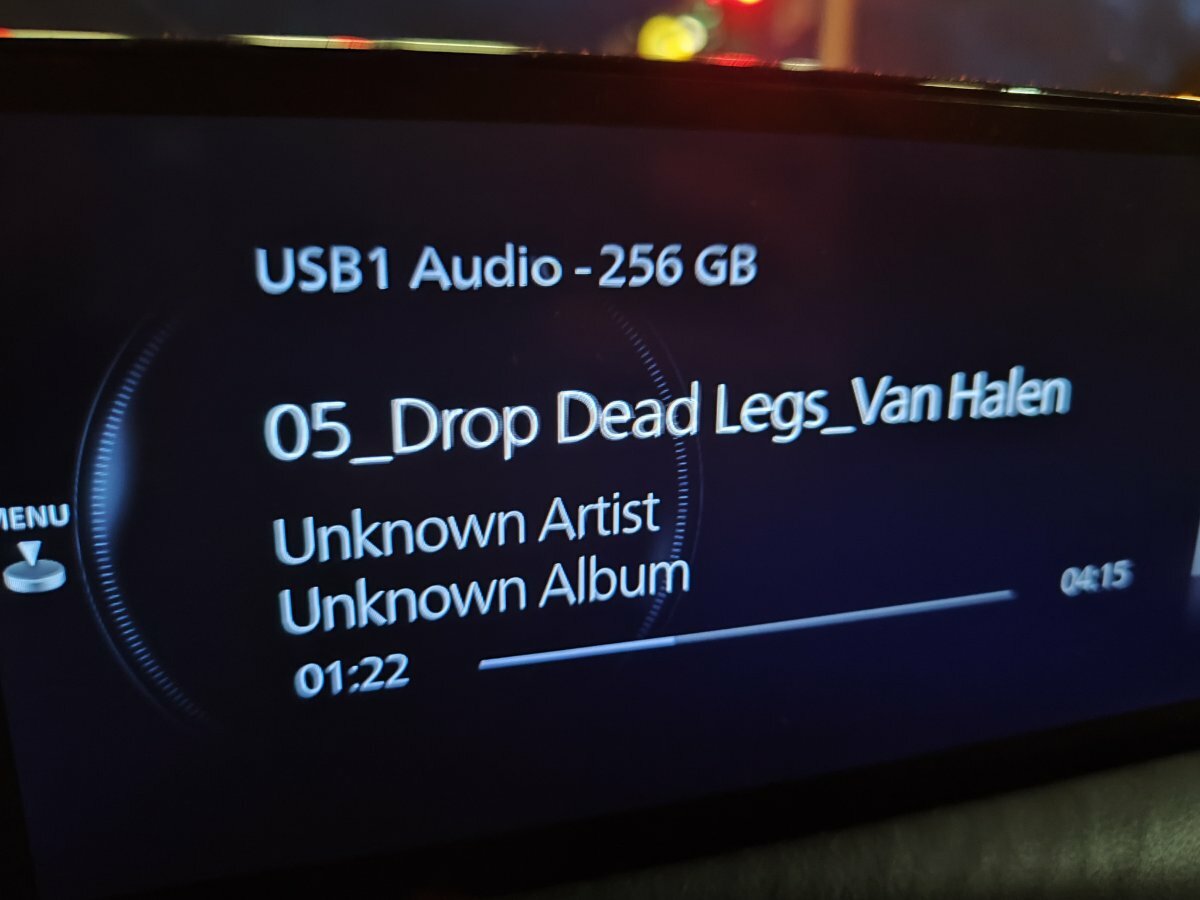 USB1 Audio - 256 GB
05_Drop Dead Legs_Van Halen
MENU
Unknown Artist
Unknown Album
04:15
01:22